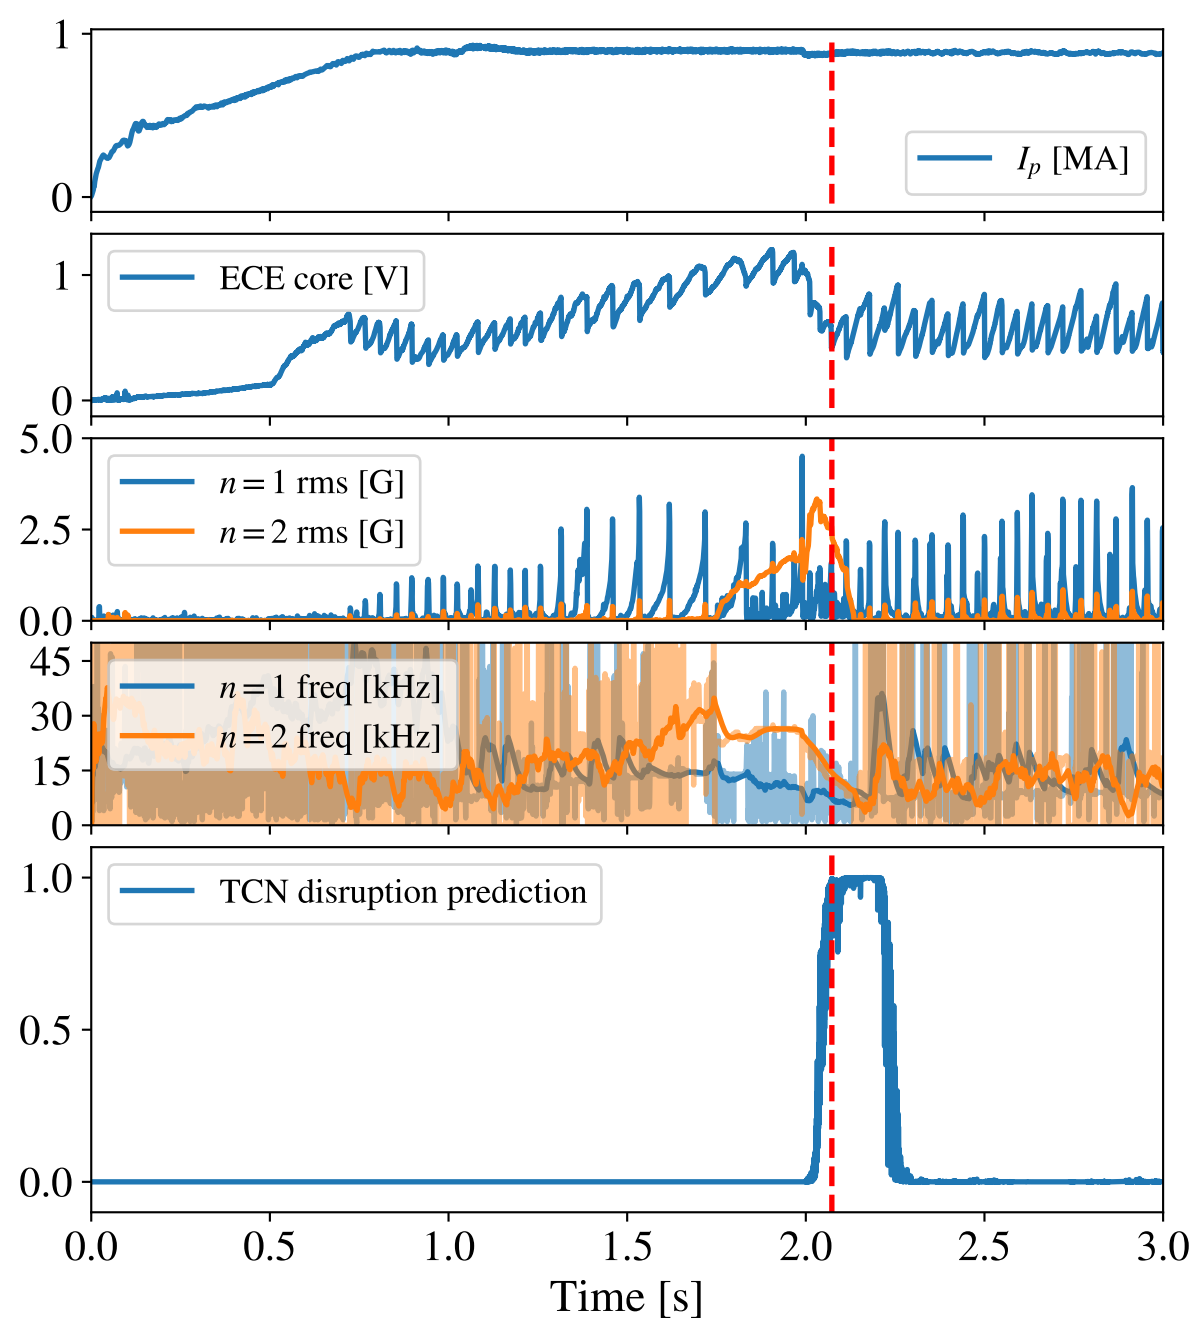 1
0
I_p [MA]
1
0
ECE core [V]
5.0
2.5
0.0
n = 1 rms [G]
n = 2 rms [G]
45
30
15
0
n = 1 freq [kHz]
n = 2 freq [kHz]
1.0
0.5
0.0
TCN disruption prediction
0.0 0.5 1.0 1.5 2.0 2.5 3.0
Time [s]